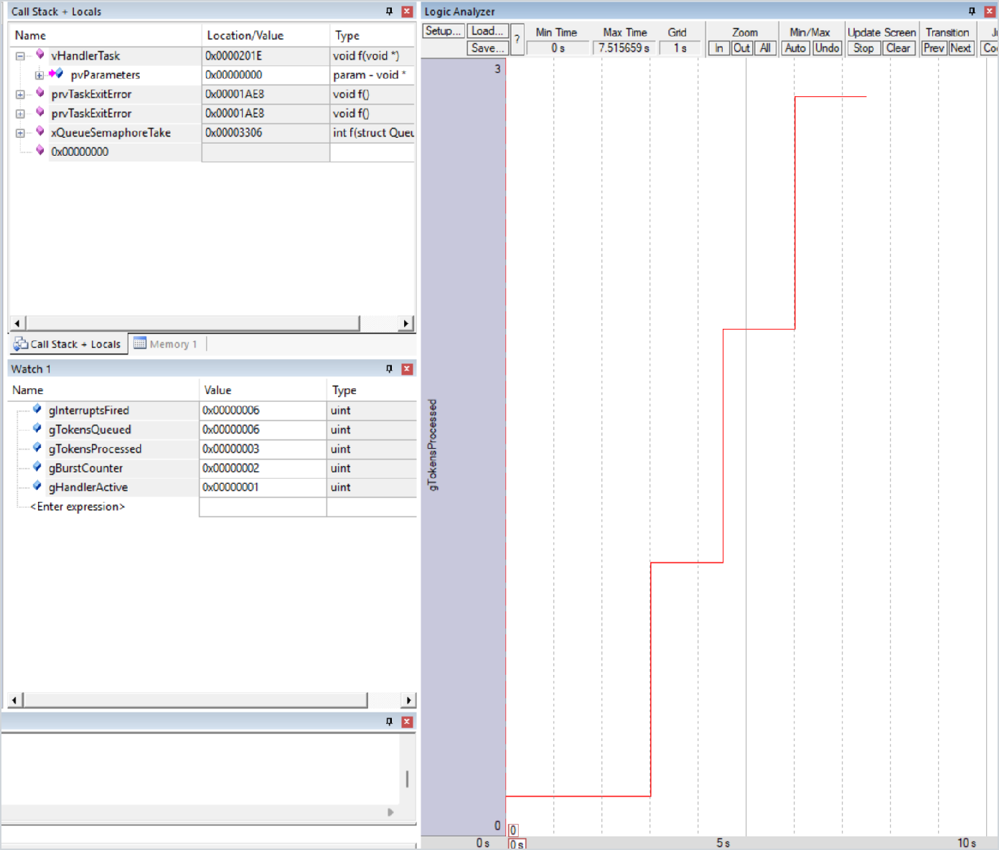 Call Stack + Locals
Name Location/Value Type
vHandlerTask 0x0000201E void f(void *)
pvParameters 0x00000000 param - void *
prvTaskExitError 0x00001AE8 void f()
prvTaskExitError 0x00001AE8 void f()
xQueueSemaphoreTake 0x00003306 int f(struct Queu
0x00000000
Call Stack + Locals Memory 1
Watch 1
Name Value Type
gInterruptsFired 0x00000006 uint
gTokensQueued 0x00000006 uint
gTokensProcessed 0x00000003 uint
gBurstCounter 0x00000002 uint
gHandlerActive 0x00000001 uint
<Enter expression>
Logic Analyzer
Setup... Load... ? Min Time Max Time Grid Zoom Min/Max Update Screen Transition
Save... 0 s 7.515659 s 1 s In Out All Auto Undo Stop Clear Prev Next
3
gTokensProcessed
0 0
0 s 0 s 5 s 10 s